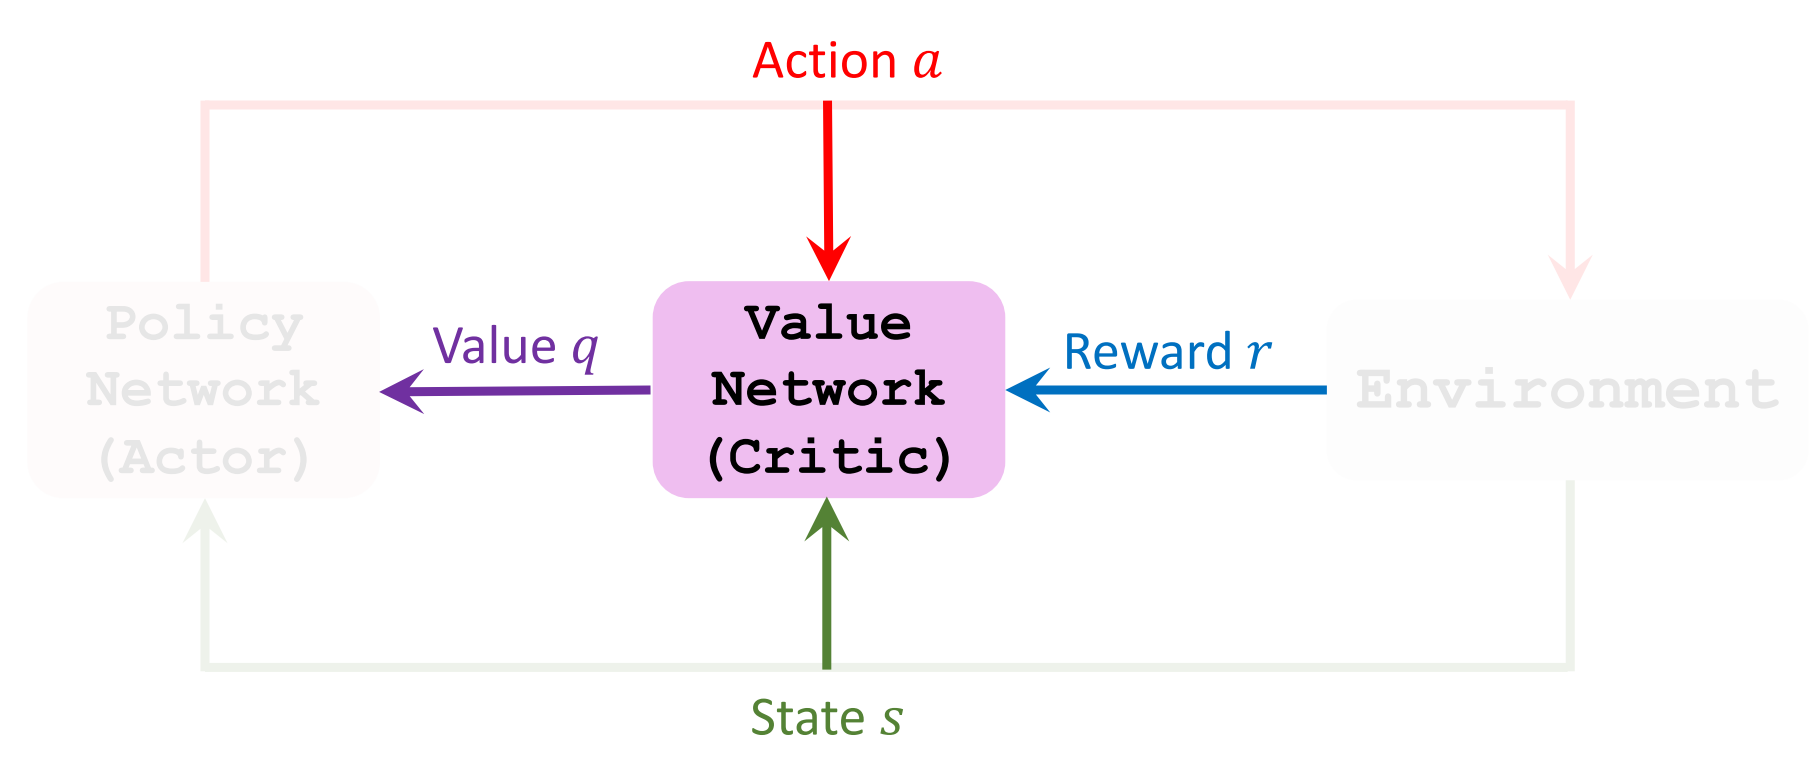 Action a
Policy
Network
(Actor)
Value q
Value
Network
(Critic)
Reward r
Environment
State s